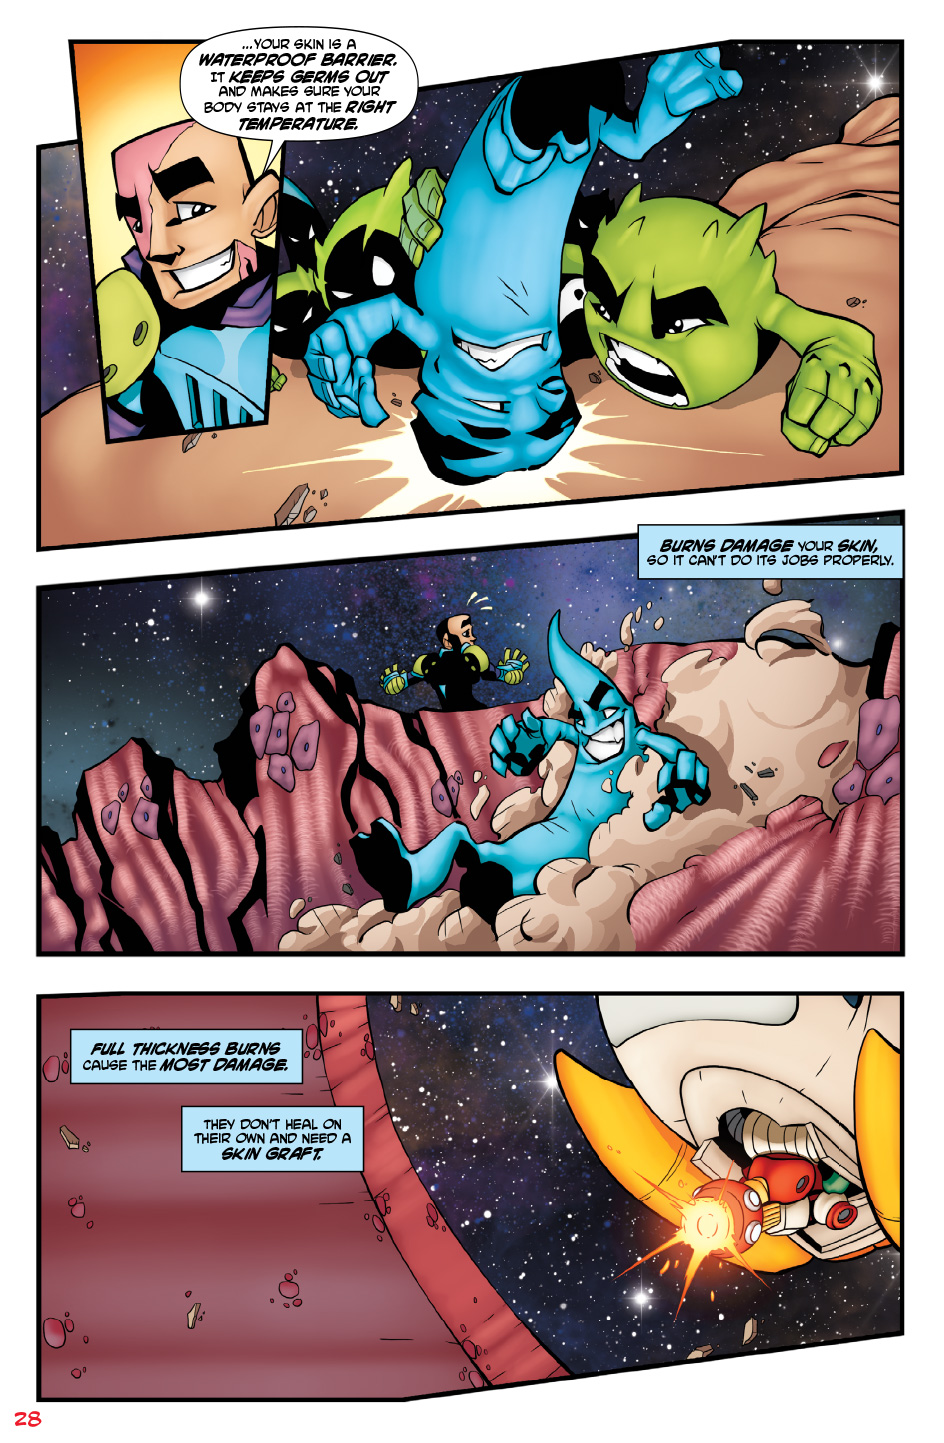 ...YOUR SKIN IS A
WATERPROOF BARRIER.
IT KEEPS GERMS OUT
AND MAKES SURE YOUR
BODY STAYS AT THE RIGHT
TEMPERATURE.
BURNS DAMAGE YOUR SKIN,
SO IT CAN'T DO ITS JOBS PROPERLY.
FULL THICKNESS BURNS
CAUSE THE MOST DAMAGE.
THEY DON'T HEAL ON
THEIR OWN AND NEED A
SKIN GRAFT.
28